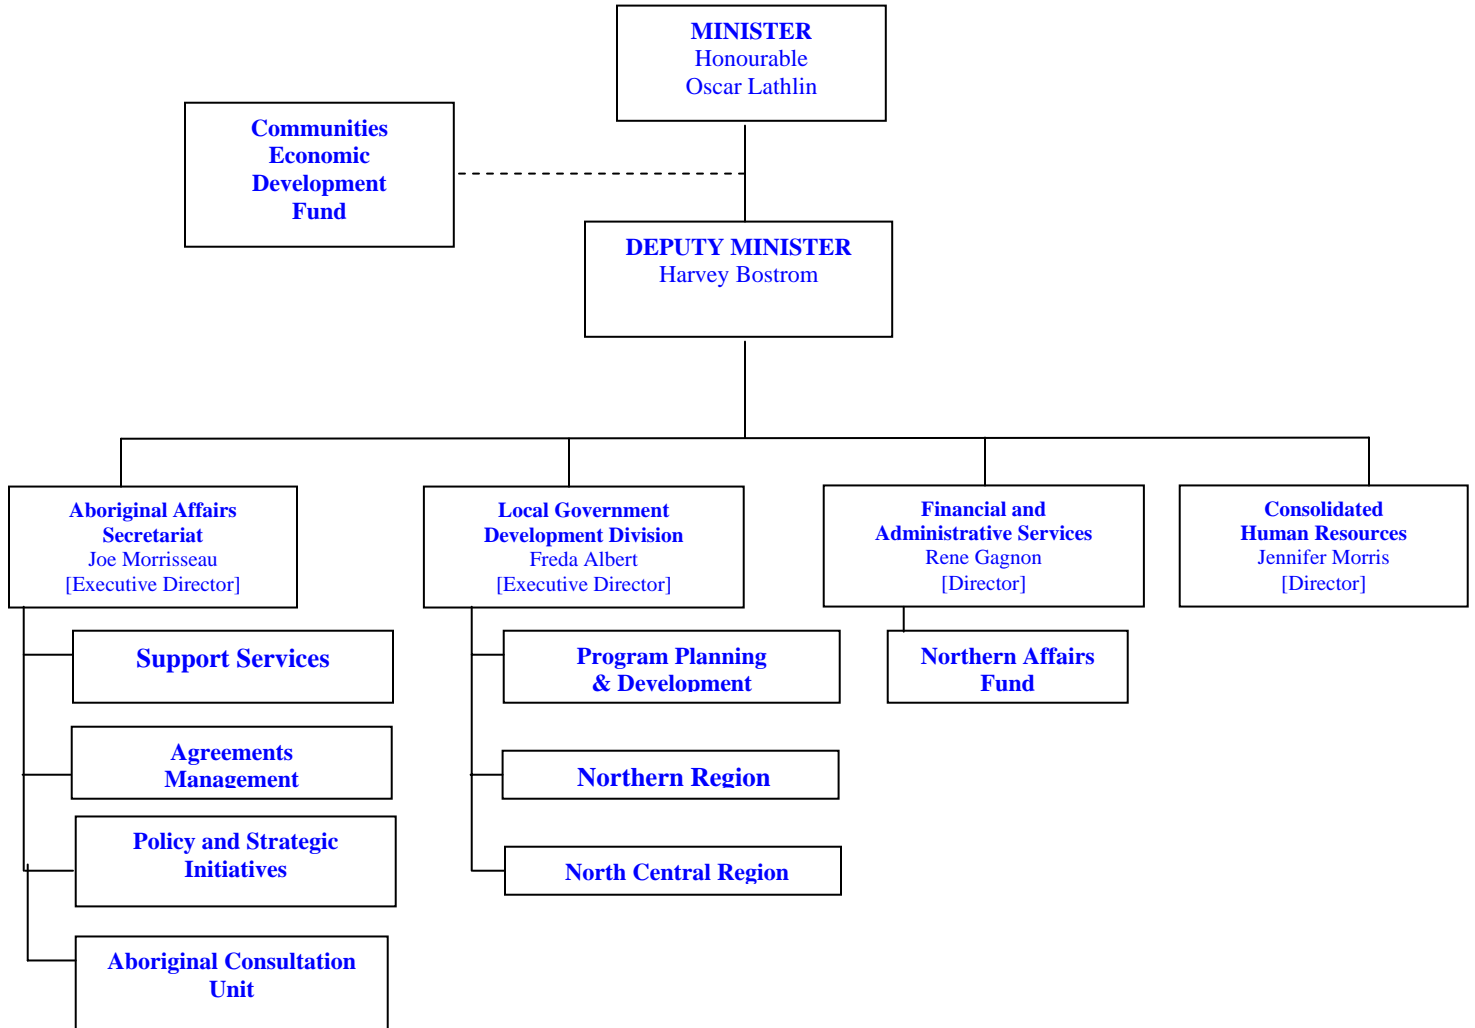 MINISTER
Honourable
Oscar Lathlin
Communities
Economic
Development
Fund
DEPUTY MINISTER
Harvey Bostrom
Aboriginal Affairs
Secretariat
Joe Morrisseau
[Executive Director]
Local Government
Development Division
Freda Albert
[Executive Director]
Financial and
Administrative Services
Rene Gagnon
[Director]
Consolidated
Human Resources
Jennifer Morris
[Director]
Support Services
Agreements
Management
Policy and Strategic
Initiatives
Aboriginal Consultation
Unit
Program Planning
& Development
Northern Region
North Central Region
Northern Affairs
Fund